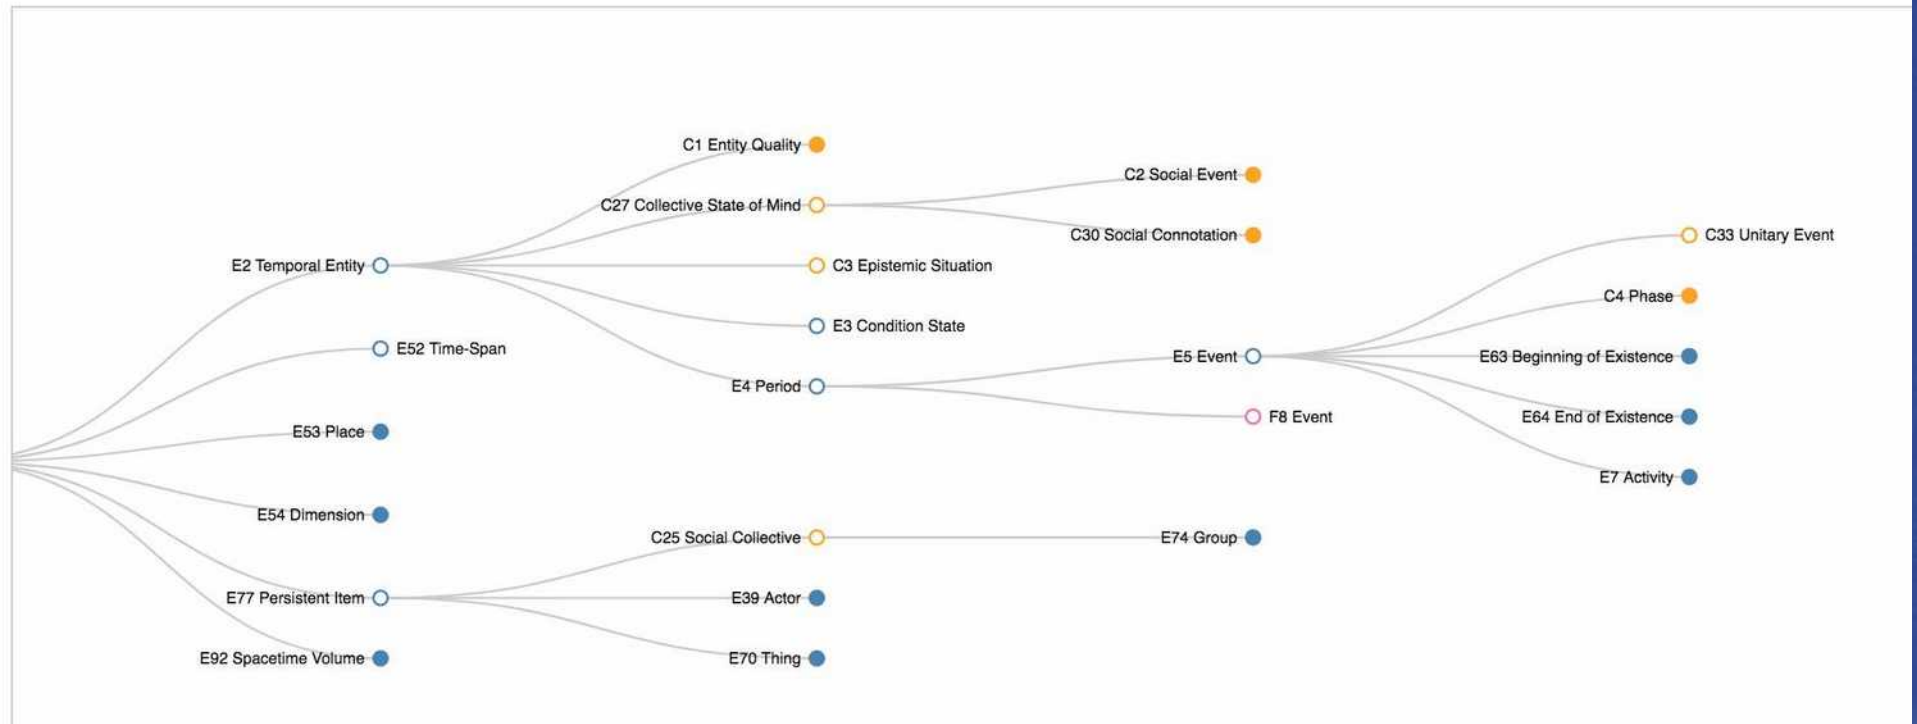 C1 Entity Quality
C2 Social Event
C27 Collective State of Mind
C30 Social Connotation
C33 Unitary Event
E2 Temporal Entity
C3 Epistemic Situation
C4 Phase
E3 Condition State
E52 Time-Span
E5 Event
E63 Beginning of Existence
E4 Period
F8 Event
E64 End of Existence
E53 Place
E7 Activity
E54 Dimension
C25 Social Collective
E74 Group
E77 Persistent Item
E39 Actor
E92 Spacetime Volume
E70 Thing